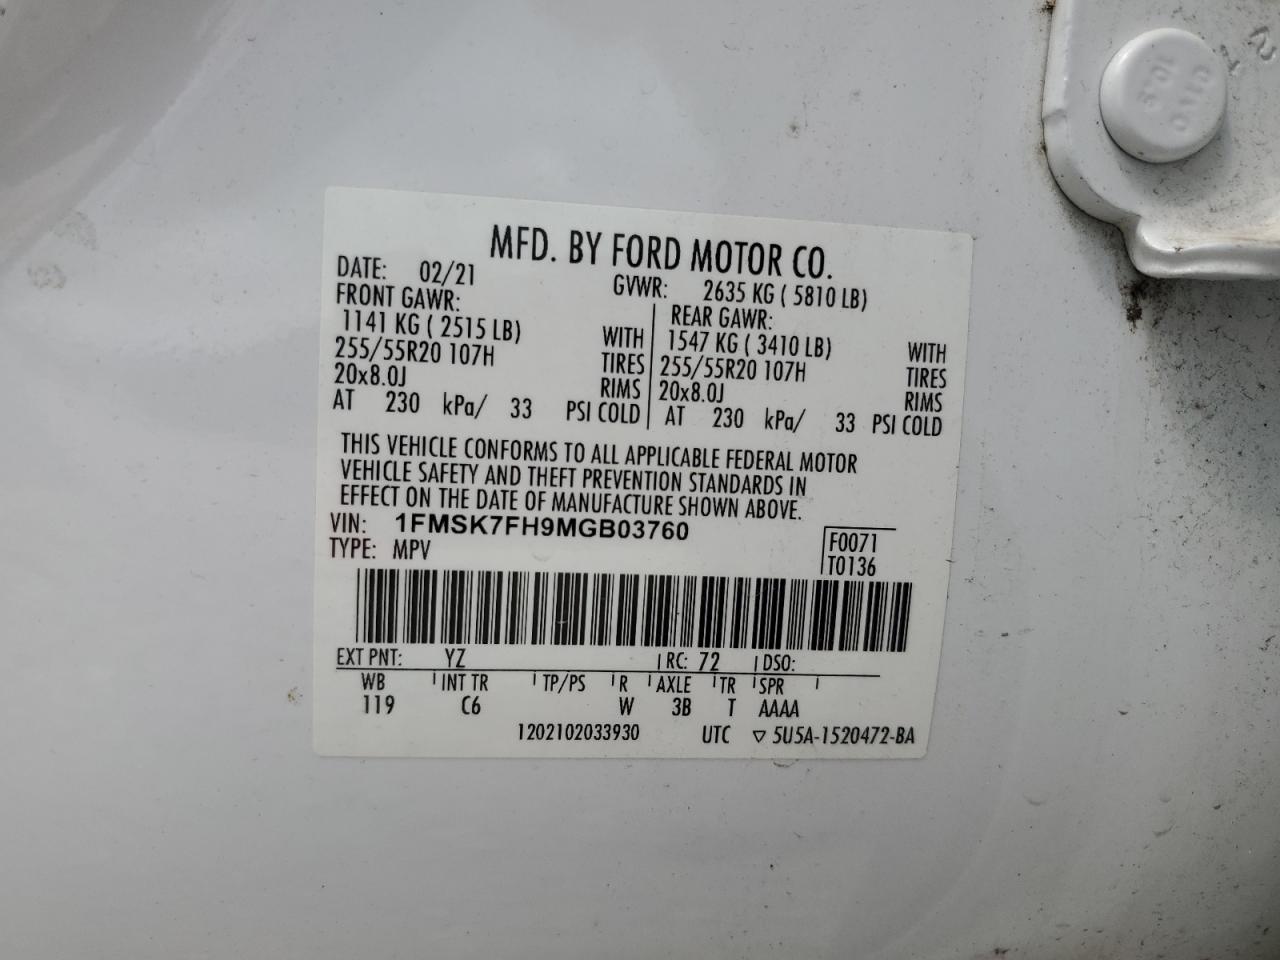 MFD. BY FORD MOTOR CO.
DATE: 02/21 GVWR: 2635 KG ( 5810 LB)
FRONT GAWR: REAR GAWR:
1141 KG ( 2515 LB) WITH 1547 KG ( 3410 LB) WITH
255/55R20 107H TIRES 255/55R20 107H TIRES
20x8.0J RIMS 20x8.0J RIMS
AT 230 kPa/ 33 PSI COLD AT 230 kPa/ 33 PSI COLD
THIS VEHICLE CONFORMS TO ALL APPLICABLE FEDERAL MOTOR
VEHICLE SAFETY AND THEFT PREVENTION STANDARDS IN
EFFECT ON THE DATE OF MANUFACTURE SHOWN ABOVE.
VIN: 1FMSK7FH9MGB03760 F0071
TYPE: MPV T0136
EXT PNT: YZ RC: 72 DSO:
WB INT TR TP/PS R AXLE TR SPR
119 C6 W 3B T AAAA
1202102033930 UTC ▽ 5U5A-1520472-BA
10.5